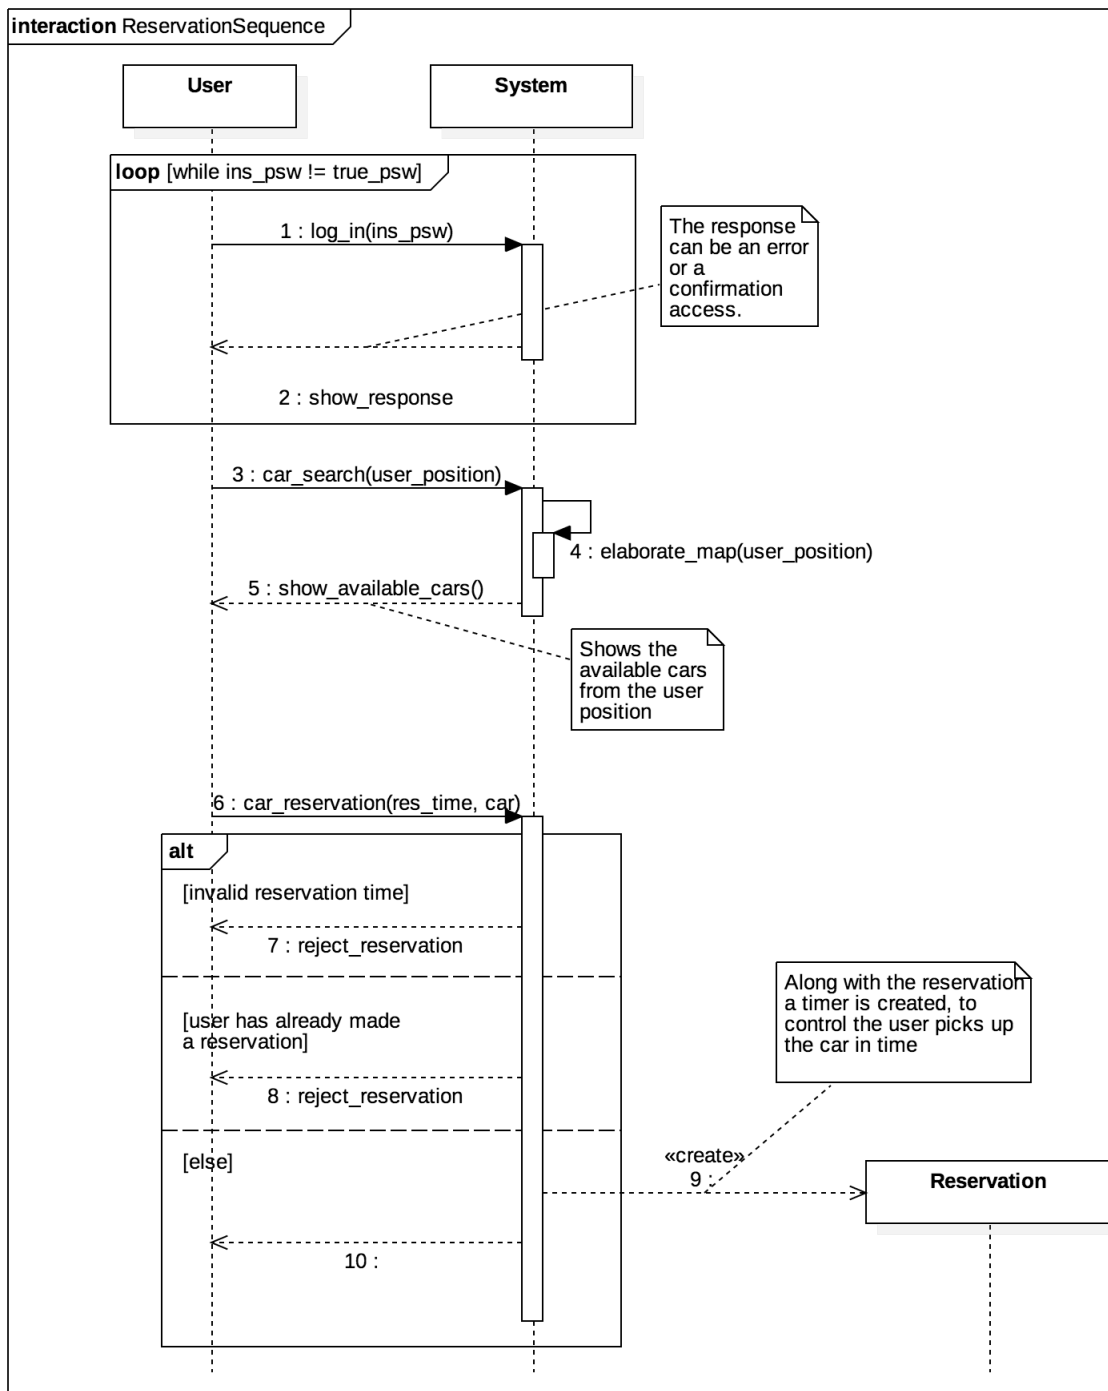 interaction ReservationSequence
User
System
loop [while ins_psw != true_psw]
1 : log_in(ins_psw)
The response
can be an error
or a
confirmation
access.
2 : show_response
3 : car_search(user_position)
4 : elaborate_map(user_position)
5 : show_available_cars()
Shows the
available cars
from the user
position
6 : car_reservation(res_time, car)
alt
[invalid reservation time]
7 : reject_reservation
Along with the reservation
a timer is created, to
control the user picks up
the car in time
[user has already made
a reservation]
8 : reject_reservation
[else]
«create»
9 :
Reservation
10 :